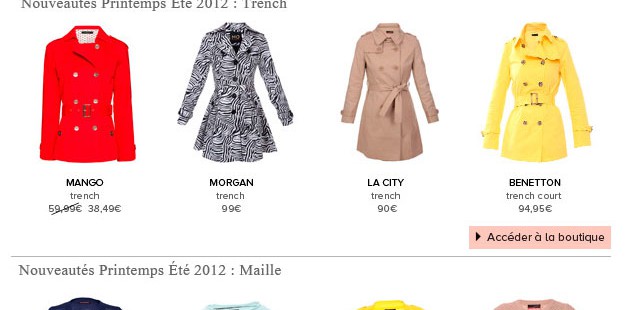 Nouveautés Printemps Été 2012 : Trench
MANGO
trench
59,99€ 38,49€
MORGAN
trench
99€
LA CITY
trench
90€
BENETTON
trench court
94,95€
Accéder à la boutique
Nouveautés Printemps Été 2012 : Maille